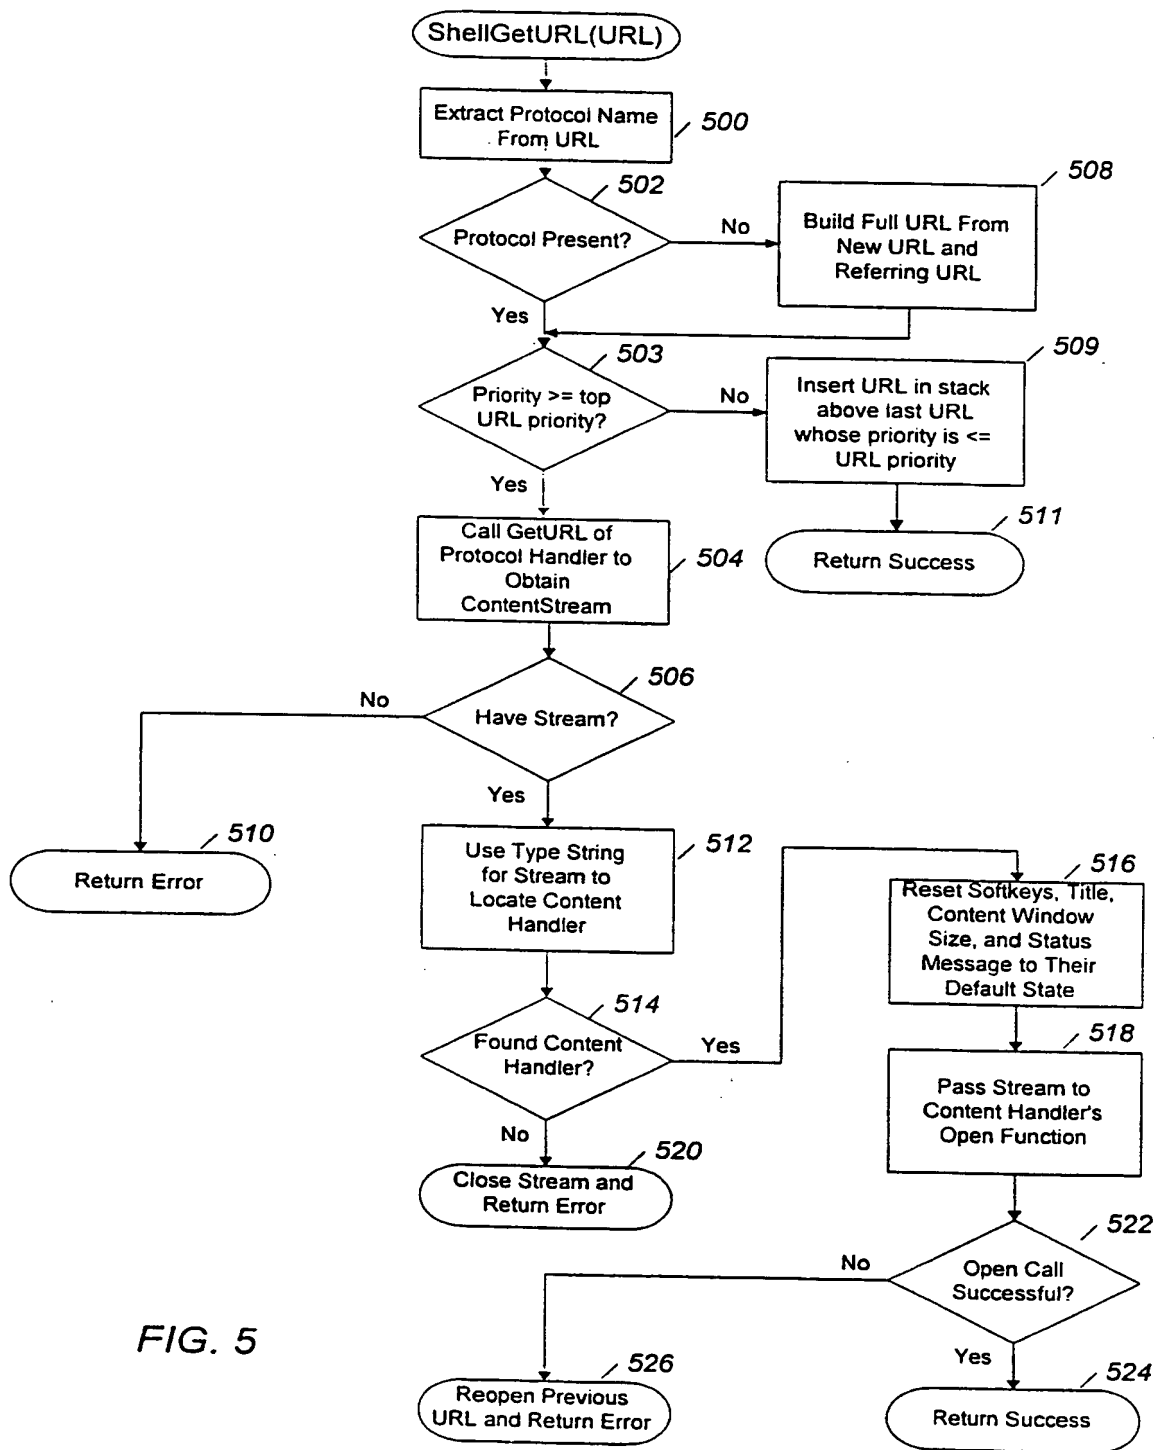 ShellGetURL(URL)
Extract Protocol Name
From URL
500
502
Protocol Present?
No
Yes
508
Build Full URL From
New URL and
Referring URL
503
Priority >= top
URL priority?
No
Yes
509
Insert URL in stack
above last URL
whose priority is <=
URL priority
511
Return Success
Call GetURL of
Protocol Handler to
Obtain
ContentStream
504
506
Have Stream?
No
Yes
510
Return Error
Use Type String
for Stream to
Locate Content
Handler
512
514
Found Content
Handler?
Yes
No
516
Reset Softkeys, Title,
Content Window
Size, and Status
Message to Their
Default State
518
Pass Stream to
Content Handler's
Open Function
520
Close Stream and
Return Error
522
Open Call
Successful?
No
Yes
526
Reopen Previous
URL and Return Error
524
Return Success
FIG. 5